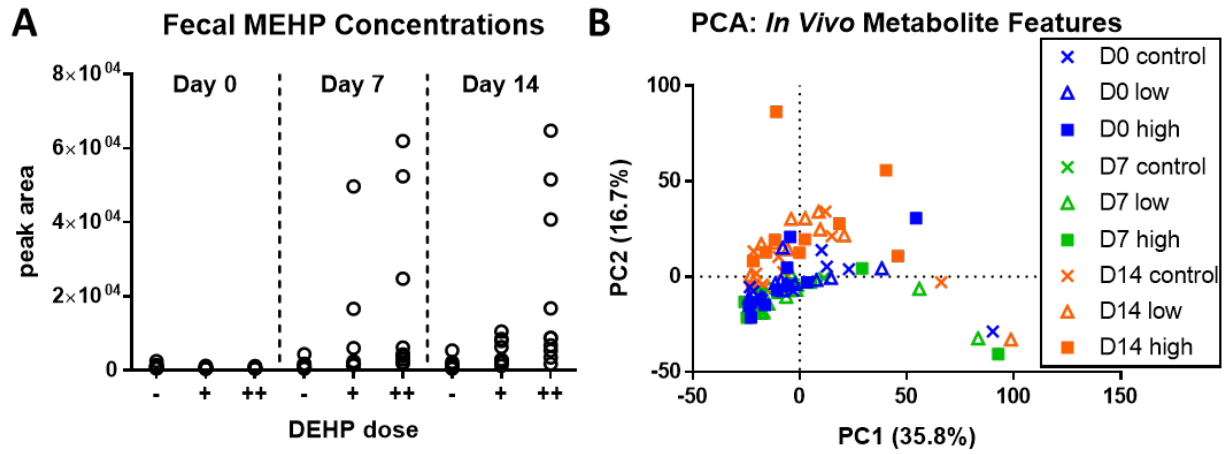 A
Fecal MEHP Concentrations
8×10^04
6×10^04
4×10^04
2×10^04
0
peak area
Day 0
Day 7
Day 14
- + ++ - + ++ - + ++
DEHP dose
B
PCA: In Vivo Metabolite Features
100
50
0
-50
PC2 (16.7%)
-50 0 50 100 150
PC1 (35.8%)
D0 control
D0 low
D0 high
D7 control
D7 low
D7 high
D14 control
D14 low
D14 high